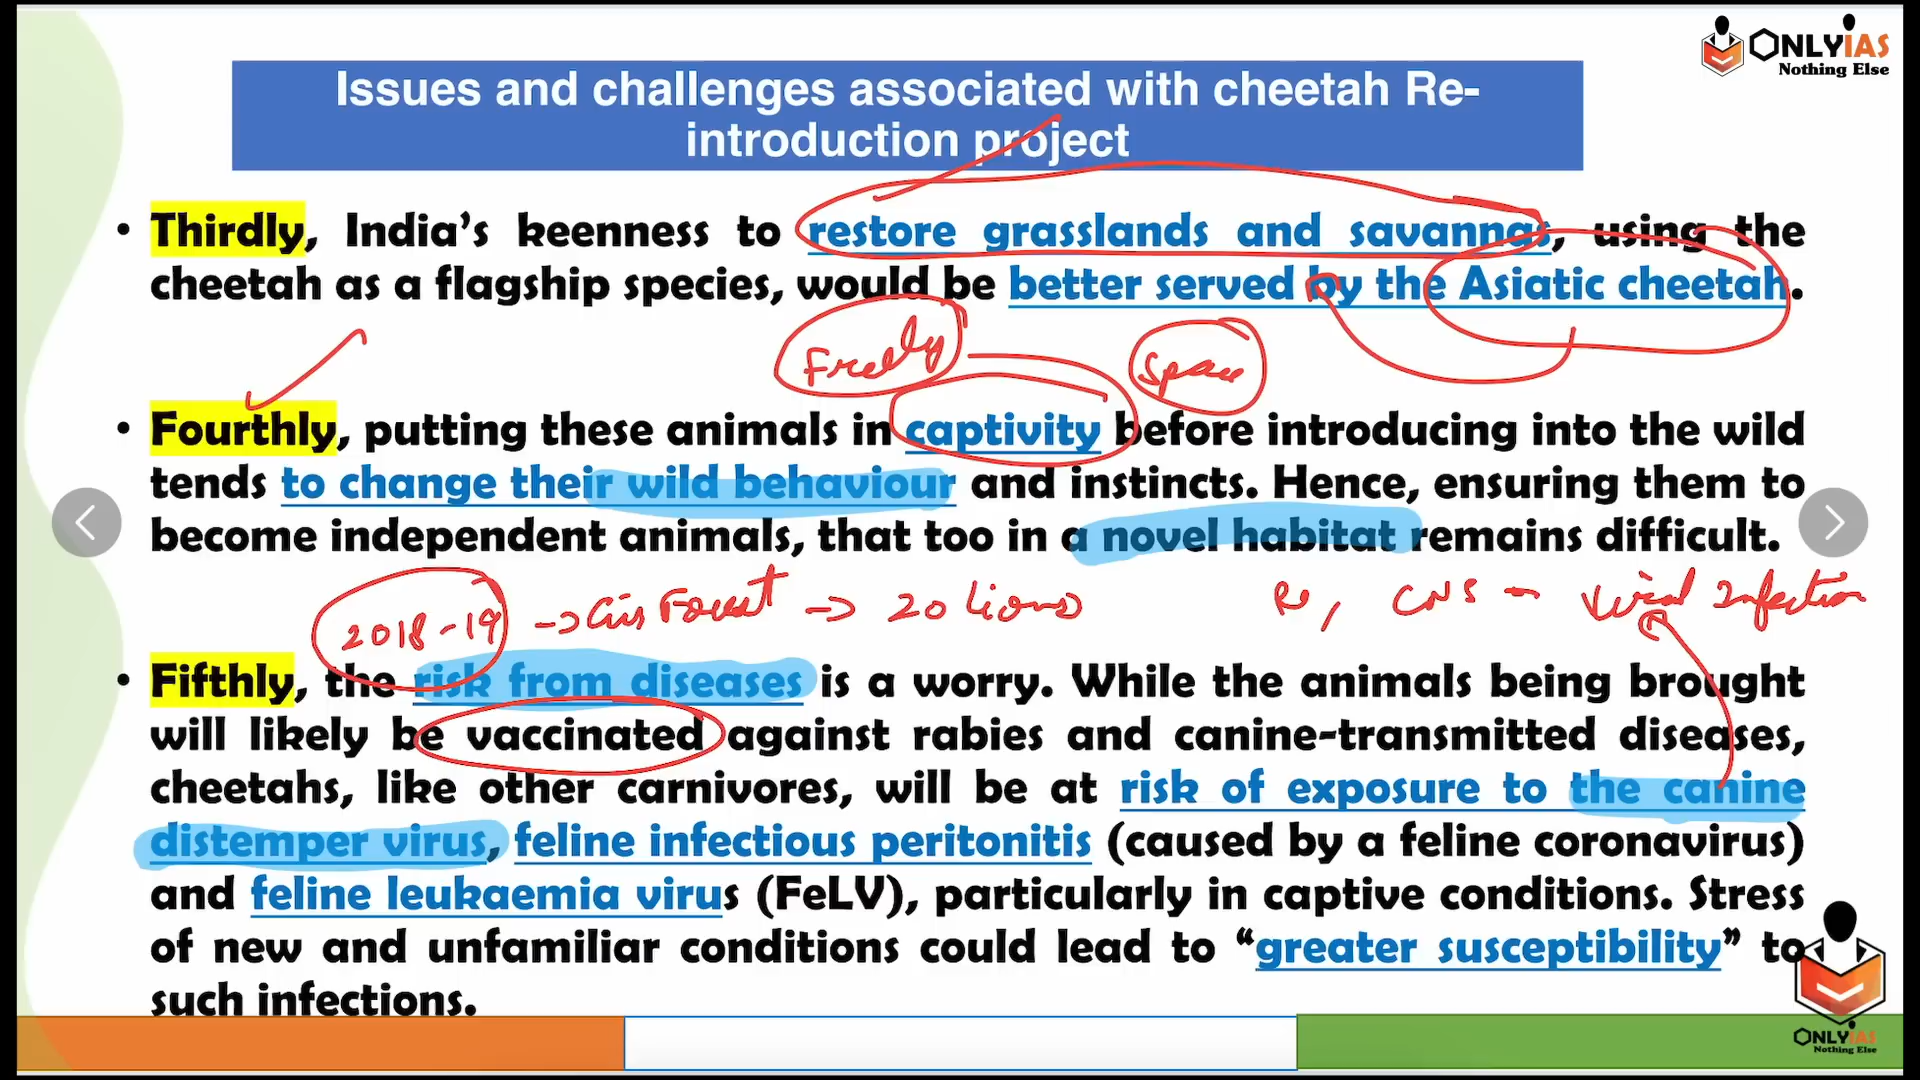 ONLYIAS
Nothing Else
Issues and challenges associated with cheetah Re-
introduction project
• Thirdly, India's keenness to restore grasslands and savannas, using the
cheetah as a flagship species, would be better served by the Asiatic cheetah.
Freely Space
• Fourthly, putting these animals in captivity before introducing into the wild
tends to change their wild behaviour and instincts. Hence, ensuring them to
become independent animals, that too in a novel habitat remains difficult.
2018-19 → Gir Forest → 20 Lions , CNS - Viral Infection
• Fifthly, the risk from diseases is a worry. While the animals being brought
will likely be vaccinated against rabies and canine-transmitted diseases,
cheetahs, like other carnivores, will be at risk of exposure to the canine
distemper virus, feline infectious peritonitis (caused by a feline coronavirus)
and feline leukaemia virus (FeLV), particularly in captive conditions. Stress
of new and unfamiliar conditions could lead to “greater susceptibility” to
such infections.
ONLYIAS
Nothing Else